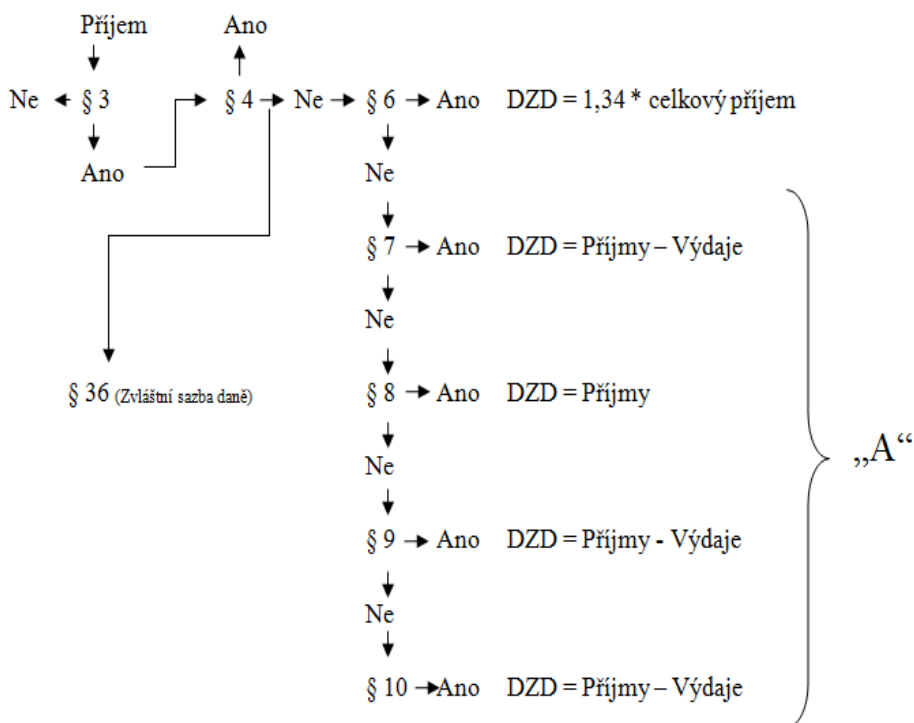 Příjem Ano
Ne § 3 § 4 Ne § 6 Ano DZD = 1,34 * celkový příjem
Ano Ne
§ 7 Ano DZD = Příjmy – Výdaje
Ne
§ 36 (Zvláštní sazba daně) § 8 Ano DZD = Příjmy
„A“
Ne
§ 9 Ano DZD = Příjmy - Výdaje
Ne
§ 10 Ano DZD = Příjmy – Výdaje